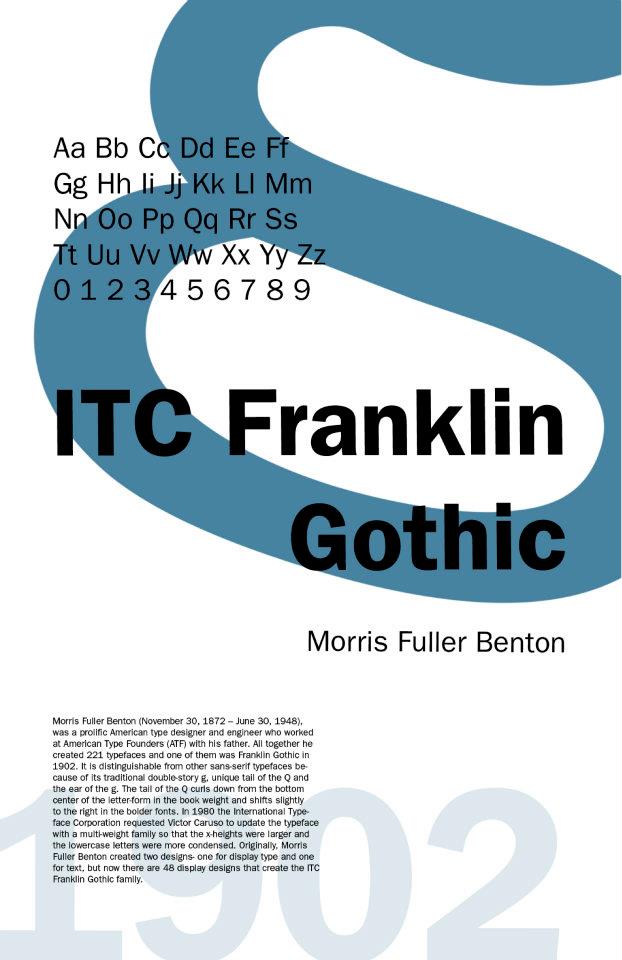 Aa Bb Cc Dd Ee Ff
Gg Hh Ii Jj Kk Ll Mm
Nn Oo Pp Qq Rr Ss
Tt Uu Vv Ww Xx Yy Zz
0 1 2 3 4 5 6 7 8 9
ITC Franklin
Gothic
Morris Fuller Benton
Morris Fuller Benton (November 30, 1872 – June 30, 1948),
was a prolific American type designer and engineer who worked
at American Type Founders (ATF) with his father. All together he
created 221 typefaces and one of them was Franklin Gothic in
1902. It is distinguishable from other sans-serif typefaces be-
cause of its traditional double-story g, unique tail of the Q and
the ear of the g. The tail of the Q curls down from the bottom
center of the letter-form in the book weight and shifts slightly
to the right in the bolder fonts. In 1980 the International Type-
face Corporation requested Victor Caruso to update the typeface
with a multi-weight family so that the x-heights were larger and
the lowercase letters were more condensed. Originally, Morris
Fuller Benton created two designs- one for display type and one
for text, but now there are 48 display designs that create the ITC
Franklin Gothic family.
1902